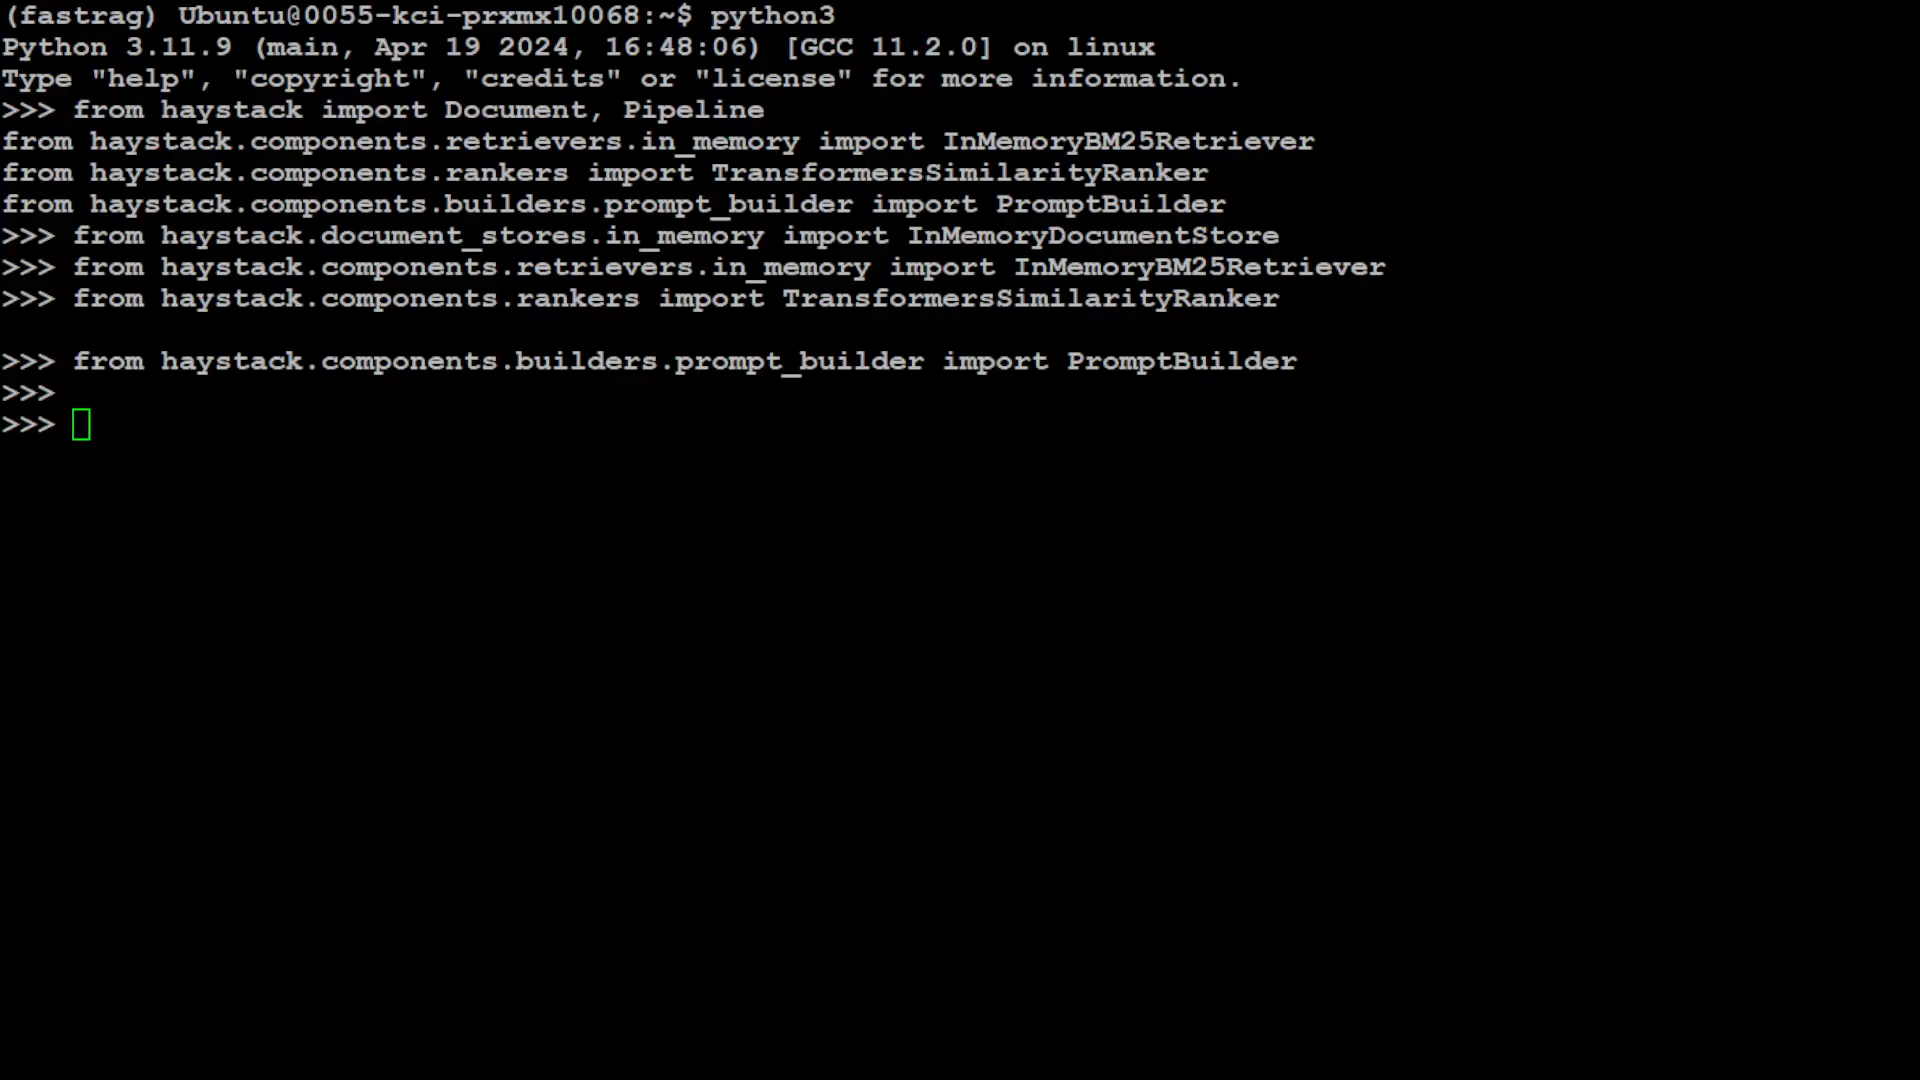 (fastrag) Ubuntu@0055-kci-prxmx10068:~$ python3
Python 3.11.9 (main, Apr 19 2024, 16:48:06) [GCC 11.2.0] on linux
Type "help", "copyright", "credits" or "license" for more information.
>>> from haystack import Document, Pipeline
from haystack.components.retrievers.in_memory import InMemoryBM25Retriever
from haystack.components.rankers import TransformersSimilarityRanker
from haystack.components.builders.prompt_builder import PromptBuilder
>>> from haystack.document_stores.in_memory import InMemoryDocumentStore
>>> from haystack.components.retrievers.in_memory import InMemoryBM25Retriever
>>> from haystack.components.rankers import TransformersSimilarityRanker
>>> from haystack.components.builders.prompt_builder import PromptBuilder
>>>
>>>